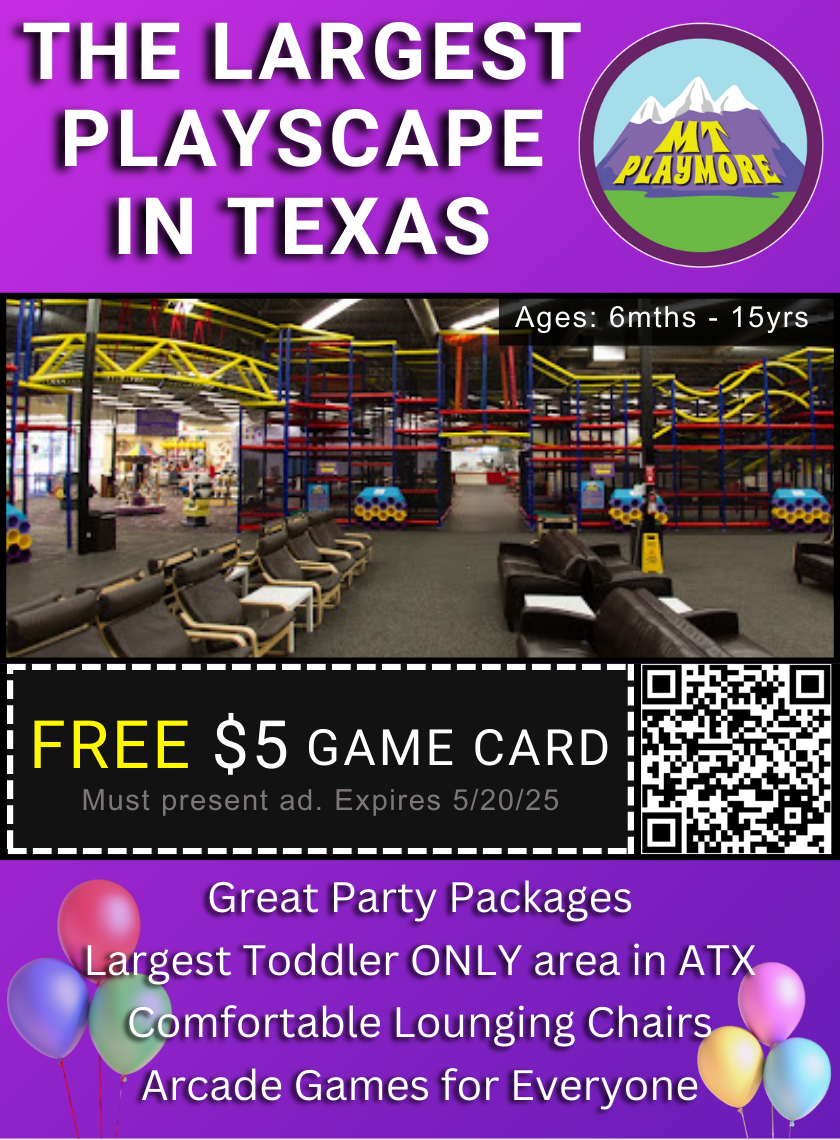 THE LARGEST
PLAYSCAPE
IN TEXAS
MT
PLAYMORE
Ages: 6mths - 15yrs
FREE $5 GAME CARD
Must present ad. Expires 5/20/25
Great Party Packages
Largest Toddler ONLY area in ATX
Comfortable Lounging Chairs
Arcade Games for Everyone